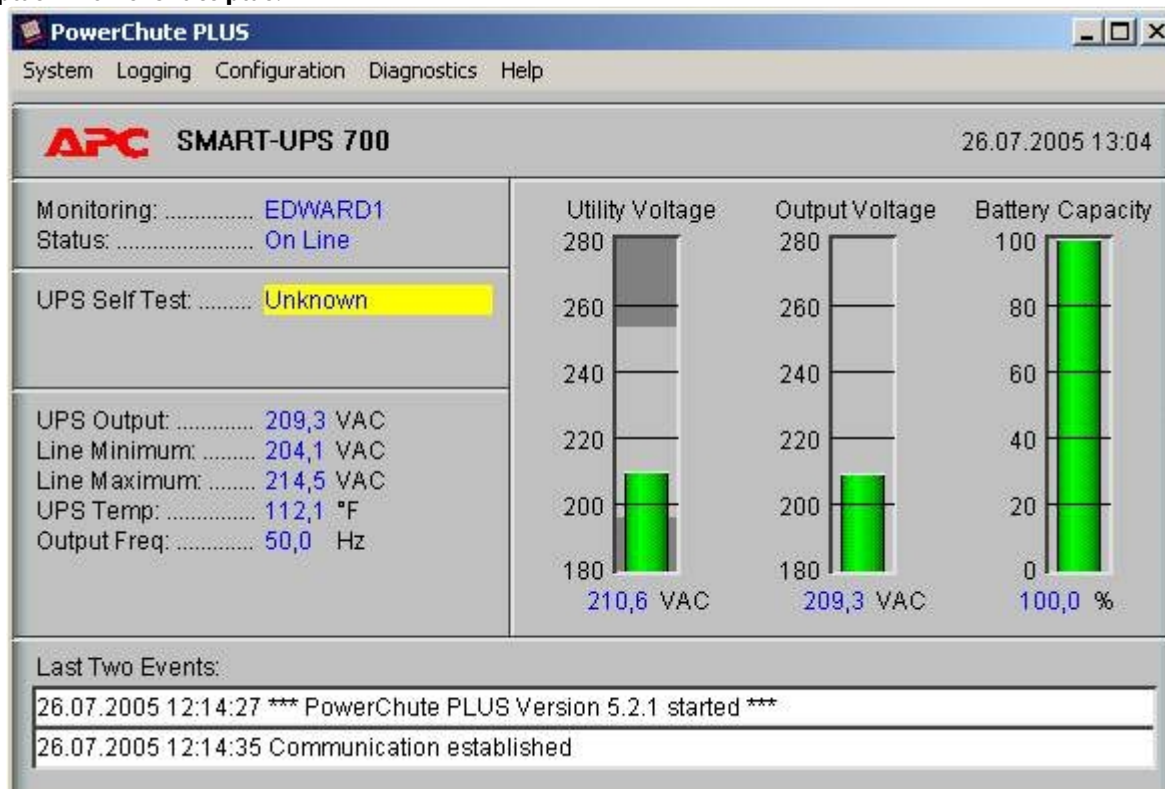 PowerChute PLUS
System Logging Configuration Diagnostics Help
APC SMART-UPS 700 26.07.2005 13:04
Monitoring: .............. EDWARD1
Status: ...................... On Line
UPS Self Test: ......... Unknown
UPS Output: ............ 209,3 VAC
Line Minimum: ......... 204,1 VAC
Line Maximum: ........ 214,5 VAC
UPS Temp: .............. 112,1 °F
Output Freq: ............ 50,0 Hz
Utility Voltage
280
260
240
220
200
180
210,6 VAC
Output Voltage
280
260
240
220
200
180
209,3 VAC
Battery Capacity
100
80
60
40
20
0
100,0 %
Last Two Events:
26.07.2005 12:14:27 *** PowerChute PLUS Version 5.2.1 started ***
26.07.2005 12:14:35 Communication established